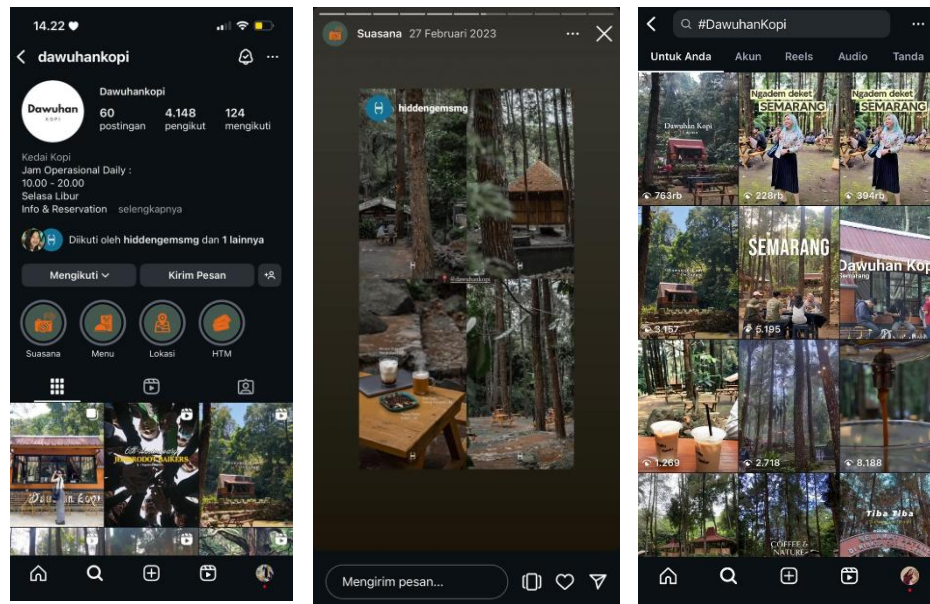 14.22
dawuhankopi
Dawuhan
KOPI
Dawuhankopi
60
4.148
124
postingan
pengikut
mengikuti
Kedai Kopi
Jam Operasional Daily :
10.00 - 20.00
Selasa Libur
Info & Reservation selengkapnya
Diikuti oleh hiddengemsmg dan 1 lainnya
Mengikuti
Kirim Pesan
Suasana
Menu
Lokasi
HTM
Dawuhan Kopi
Suasana 27 Februari 2023
hiddengemsmg
@dawuhankopi
Mengirim pesan...
#DawuhanKopi
Untuk Anda
Akun
Reels
Audio
Tanda
Dawuhan Kopi
763rb
Ngadem deket
SEMARANG
228rb
Ngadem deket
SEMARANG
394rb
3.157
SEMARANG
5.195
Dawuhan Kop
Semarang
1.269
2.718
8.188
COFFEE &
NATURE
Tiba Tiba